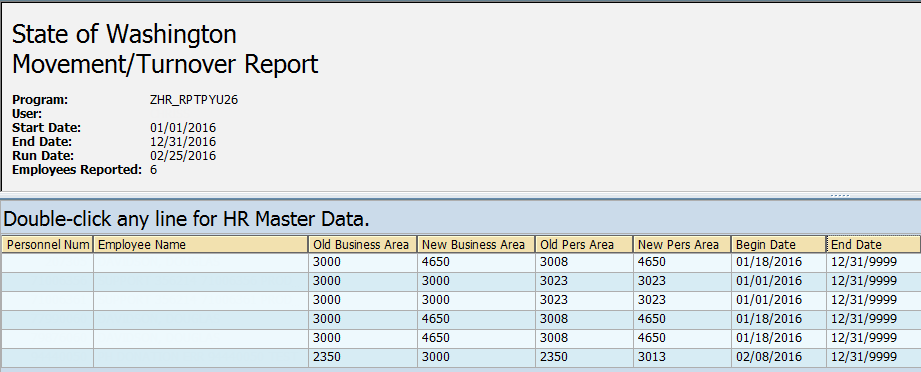 State of Washington
Movement/Turnover Report
Program: ZHR_RPTPYU26
User:
Start Date: 01/01/2016
End Date: 12/31/2016
Run Date: 02/25/2016
Employees Reported: 6
Double-click any line for HR Master Data.
Personnel Num Employee Name Old Business Area New Business Area Old Pers Area New Pers Area Begin Date End Date
3000 4650 3008 4650 01/18/2016 12/31/9999
3000 3000 3023 3023 01/01/2016 12/31/9999
3000 3000 3023 3023 01/01/2016 12/31/9999
3000 4650 3008 4650 01/18/2016 12/31/9999
3000 4650 3008 4650 01/18/2016 12/31/9999
2350 3000 2350 3013 02/08/2016 12/31/9999